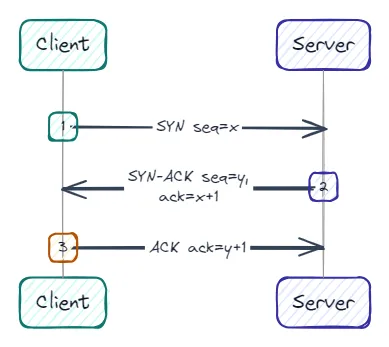 Client
Server
1
SYN seq=x
SYN-ACK seq=y,
ack=x+1
2
3
ACK ack=y+1
Client
Server